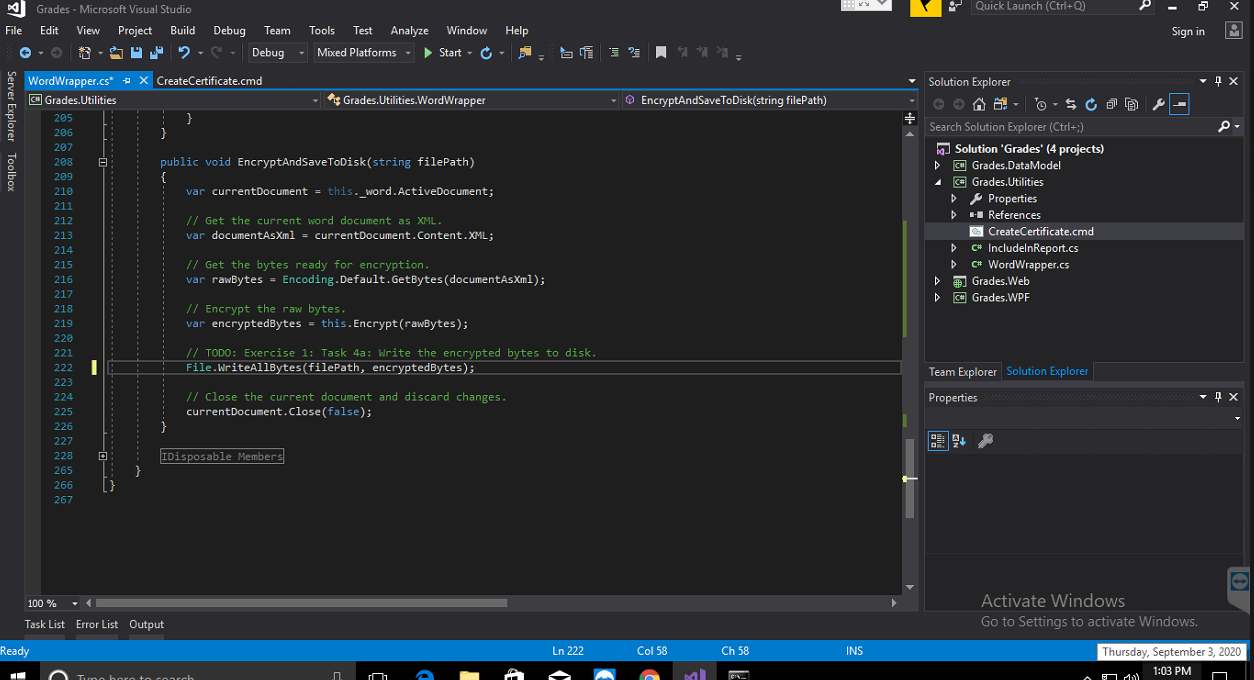 Grades - Microsoft Visual Studio
Quick Launch (Ctrl+Q)
File Edit View Project Build Debug Team Tools Test Analyze Window Help
Sign in
Debug Mixed Platforms Start
Server Explorer
Toolbox
WordWrapper.cs* CreateCertificate.cmd
Grades.Utilities Grades.Utilities.WordWrapper EncryptAndSaveToDisk(string filePath)
205 }
206 }
207
208 public void EncryptAndSaveToDisk(string filePath)
209 {
210 var currentDocument = this._word.ActiveDocument;
211
212 // Get the current word document as XML.
213 var documentAsXml = currentDocument.Content.XML;
214
215 // Get the bytes ready for encryption.
216 var rawBytes = Encoding.Default.GetBytes(documentAsXml);
217
218 // Encrypt the raw bytes.
219 var encryptedBytes = this.Encrypt(rawBytes);
220
221 // TODO: Exercise 1: Task 4a: Write the encrypted bytes to disk.
222 File.WriteAllBytes(filePath, encryptedBytes);
223
224 // Close the current document and discard changes.
225 currentDocument.Close(false);
226 }
227
228 IDisposable Members
265 }
266 }
267
100 %
Task List Error List Output
Solution Explorer
Search Solution Explorer (Ctrl+;)
Solution 'Grades' (4 projects)
Grades.DataModel
Grades.Utilities
Properties
References
CreateCertificate.cmd
IncludeInReport.cs
WordWrapper.cs
Grades.Web
Grades.WPF
Team Explorer Solution Explorer
Properties
Activate Windows
Go to Settings to activate Windows.
Ready Ln 222 Col 58 Ch 58 INS
Thursday, September 3, 2020
Type here to search
1:03 PM